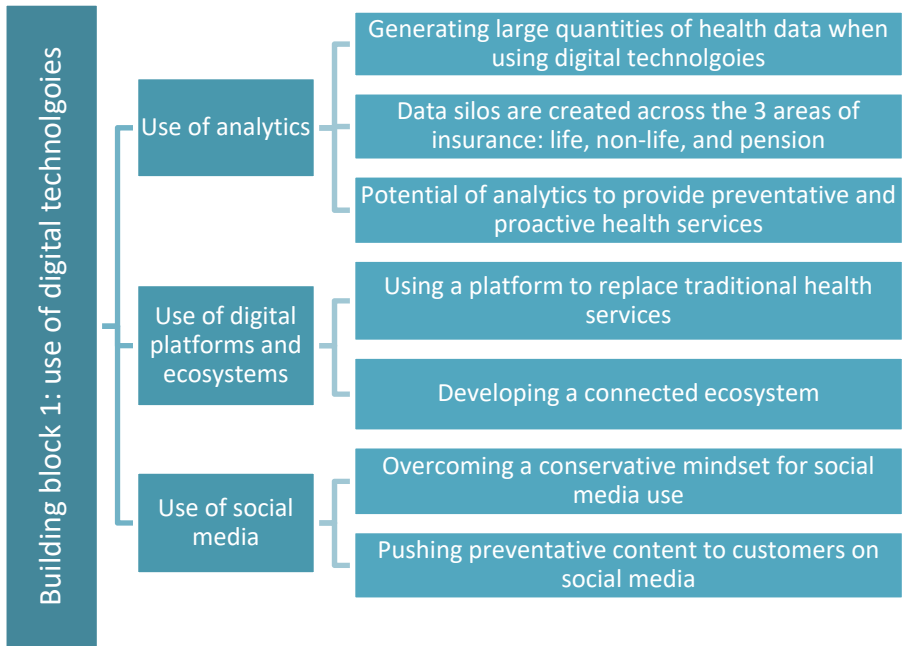 Building block 1: use of digital technolgoies
Use of analytics
Generating large quantities of health data when
using digital technolgoies
Data silos are created across the 3 areas of
insurance: life, non-life, and pension
Potential of analytics to provide preventative and
proactive health services
Use of digital
platforms and
ecosystems
Using a platform to replace traditional health
services
Developing a connected ecosystem
Use of social
media
Overcoming a conservative mindset for social
media use
Pushing preventative content to customers on
social media